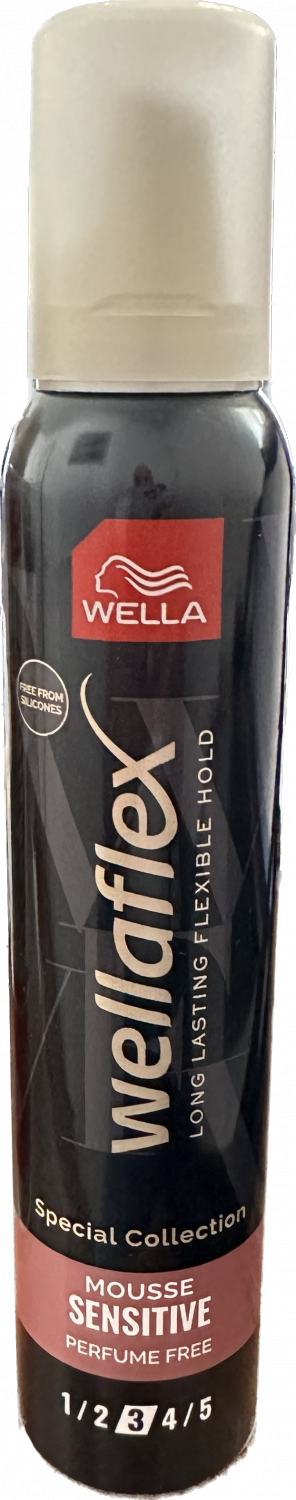 WELLA
FREE FROM
SILICONES
wellaflex
LONG LASTING FLEXIBLE HOLD
Special Collection
MOUSSE
SENSITIVE
PERFUME FREE
1/2/3/4/5